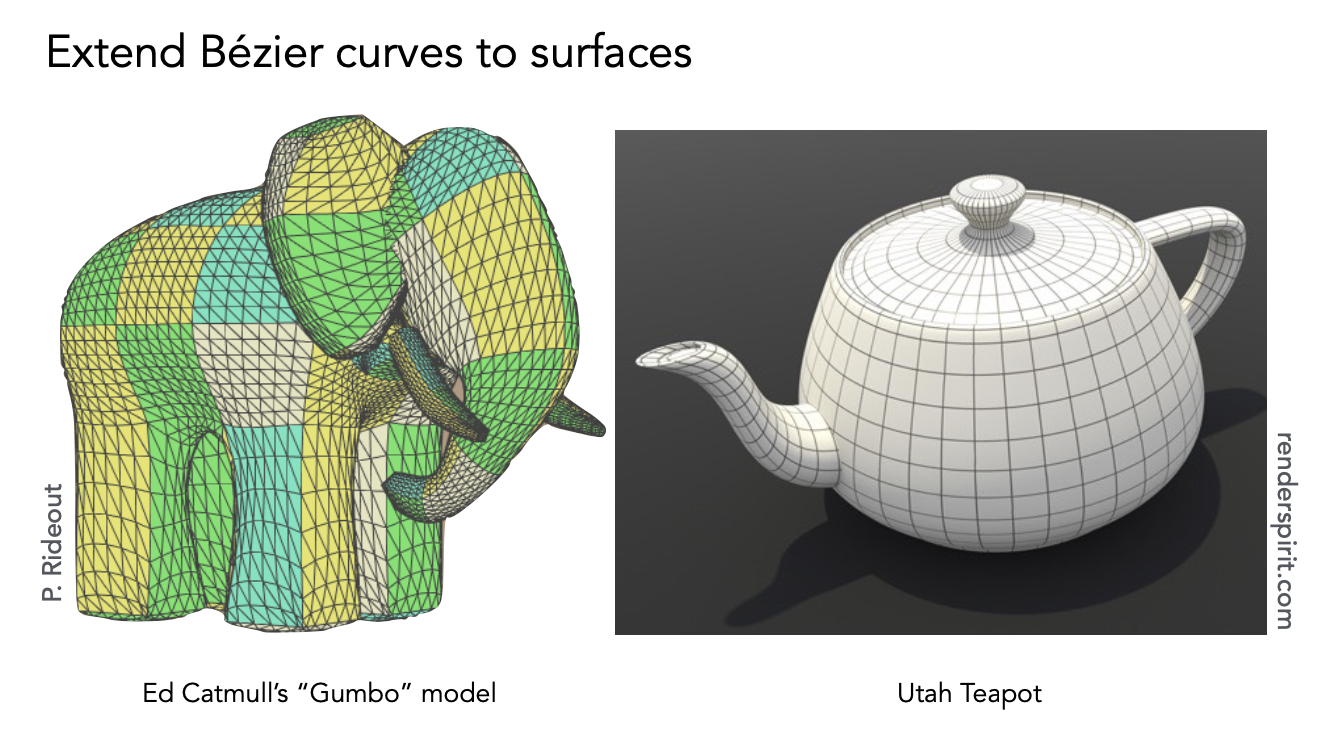 Extend Bézier curves to surfaces
P. Rideout
renderspirit.com
Ed Catmull’s “Gumbo” model
Utah Teapot